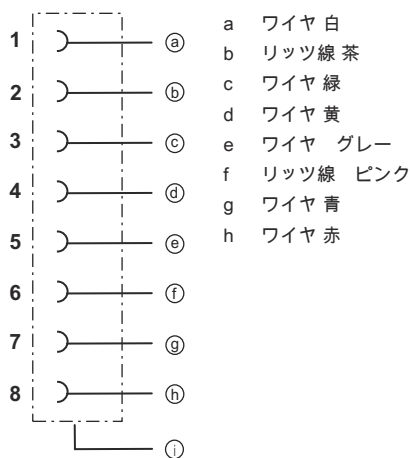 1 ⓐ
2 ⓑ
3 ⓒ
4 ⓓ
5 ⓔ
6 ⓕ
7 ⓖ
8 ⓗ
ⓘ
a ワイヤ 白
b リッツ線 茶
c ワイヤ 緑
d ワイヤ 黄
e ワイヤ　グレー
f リッツ線　ピンク
g ワイヤ 青
h ワイヤ 赤